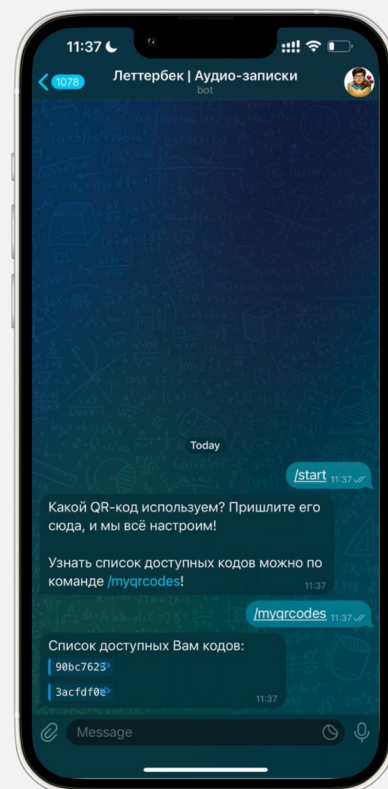 11:37
1078
Леттербек | Аудио-записки
bot
Today
/start 11:37
Какой QR-код используем? Пришлите его
сюда, и мы всё настроим!
Узнать список доступных кодов можно по
команде /myqrcodes!
11:37
/myqrcodes 11:37
Список доступных Вам кодов:
90bc7623
3acfdf0e
11:37
Message